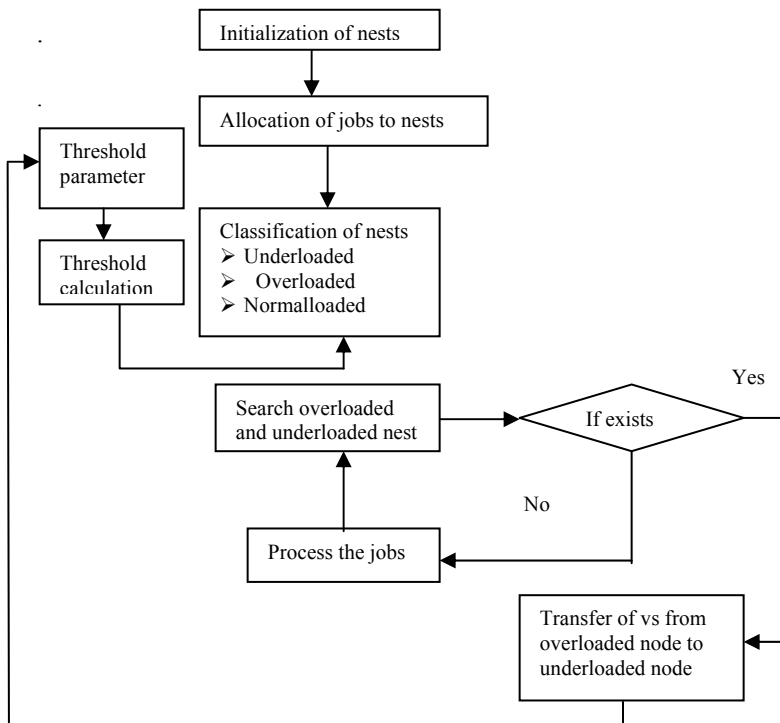 Initialization of nests
Allocation of jobs to nests
Threshold
parameter
Threshold
calculation
Classification of nests
➢ Underloaded
➢ Overloaded
➢ Normalloaded
Yes
Search overloaded
and underloaded nest
If exists
No
Process the jobs
Transfer of vs from
overloaded node to
underloaded node